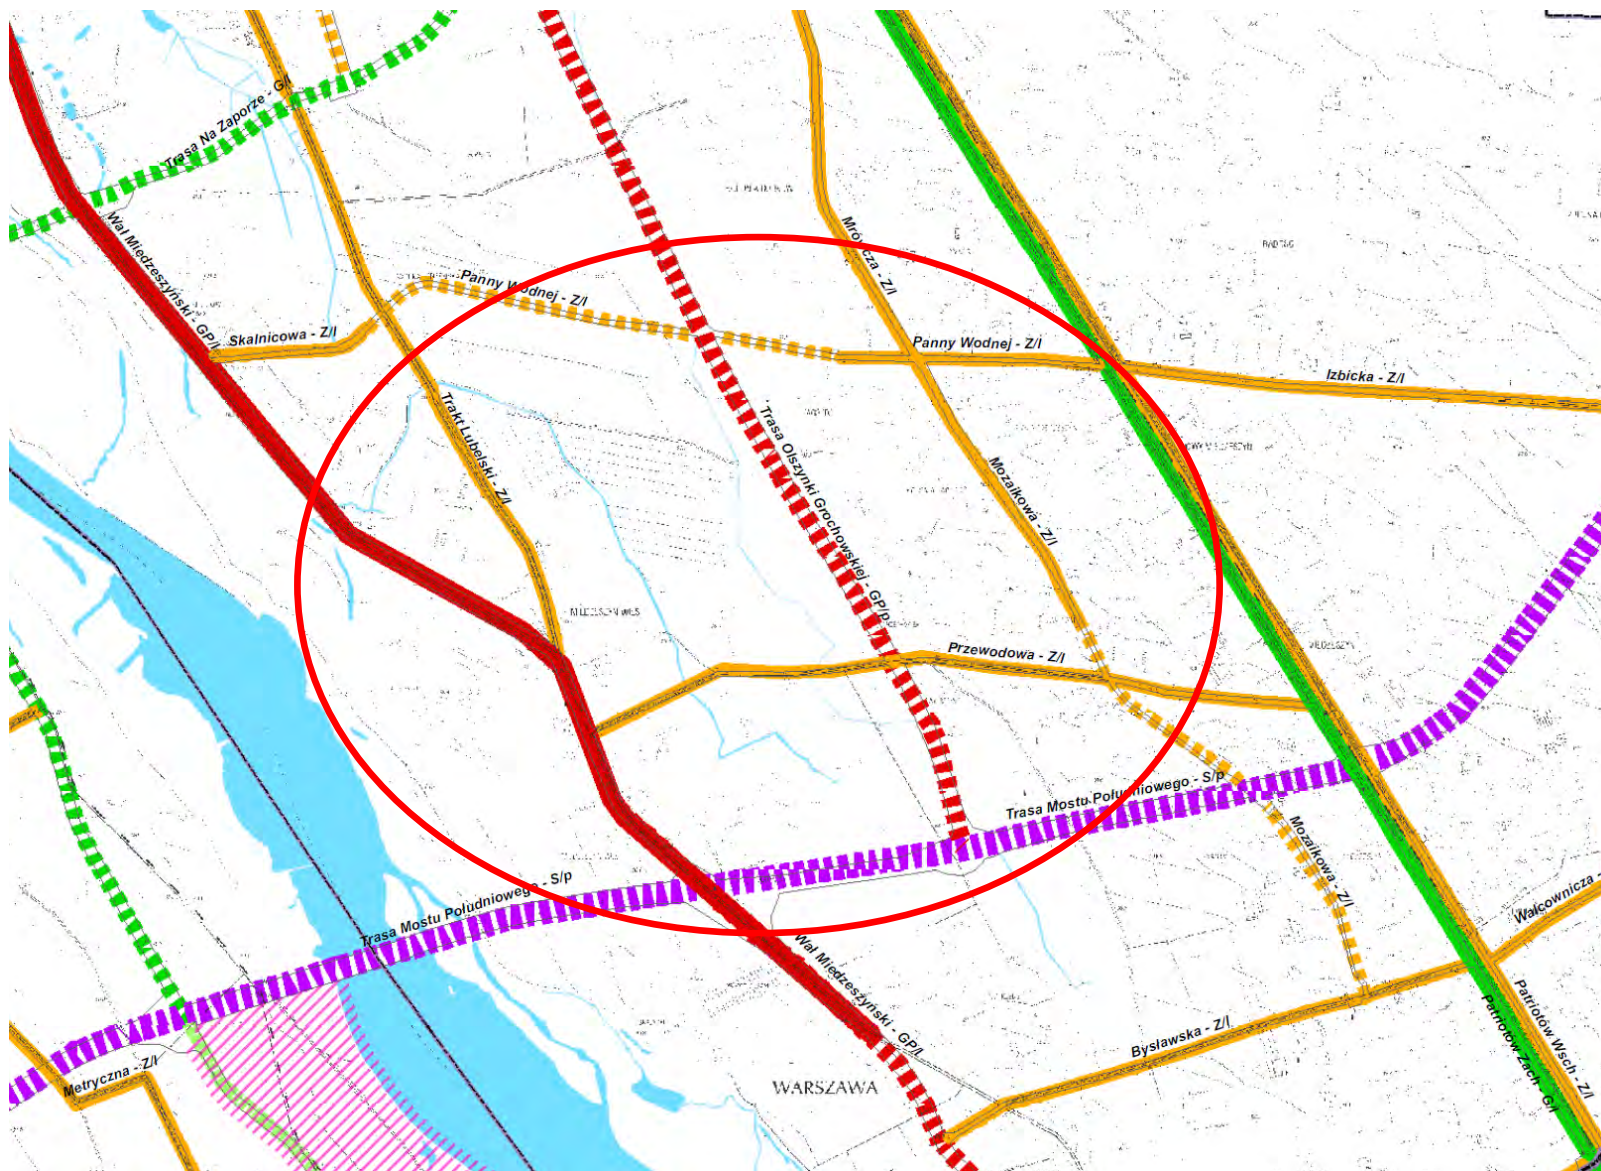 Trasa Na Zaporze - G/l
Wał Miedzeszyński - GP/l
Mrówcza - Z/l
Panny Wodnej - Z/l
Skalnicowa - Z/l
Panny Wodnej - Z/l
Izbicka - Z/l
Trakt Lubelski - Z/l
Trasa Olszynki Grochowskiej - GP/p
Mozaikowa - Z/l
Przewodowa - Z/l
Trasa Mostu Południowego - S/p
Mozaikowa - Z/l
Trasa Mostu Południowego - S/p
Walcownicza -
Wał Miedzeszyński - GP/l
Patriotów Zach - G/l
Patriotów Wsch - Z/l
Bysławska - Z/l
Metryczna - Z/l
WARSZAWA